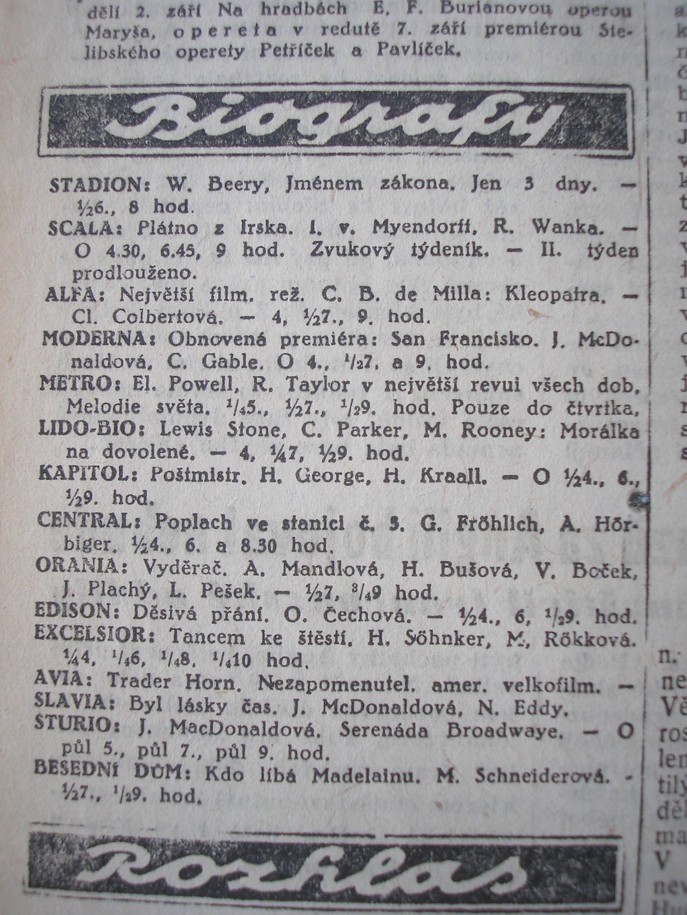 dělí 2. září Na hradbách E. F. Burianovou operou
Maryša, opereta v redutě 7. září premiérou Stelibského operety Petříček a Pavlíček.
Biografy
STADION: W. Beery, Jménem zákona. Jen 3 dny. —
½6., 8 hod.
SCALA: Plátno z Irska. I. v. Myendorff, R. Wanka. —
O 4.30, 6.45, 9 hod. Zvukový týdeník. — II. týden
prodlouženo.
ALFA: Největší film. rež. C. B. de Milla: Kleopatra. —
Cl. Colbertová. — 4, ½7., 9. hod.
MODERNA: Obnovená premiéra: San Francisko. J. McDo-
naldová, C. Gable. O 4., ½7. a 9. hod.
METRO: El. Powell, R. Taylor v největší revui všech dob,
Melodie světa. ¼5., ½7., ½9. hod. Pouze do čtvrtka.
LIDO-BIO: Lewis Stone, C. Parker, M. Rooney: Morálka
na dovolené. — 4, ¼7, ½9. hod.
KAPITOL: Poštmistr. H. George, H. Kraall. — O ½4., 6.,
½9. hod.
CENTRAL: Poplach ve stanici č. 3. G. Fröhlich, A. Hör-
biger. ½4., 6. a 8.30 hod.
ORANIA: Vyděrač. A. Mandlová, H. Bušová, V. Boček,
J. Plachý, L. Pešek. — ½7, ¾9 hod.
EDISON: Děsivá přání. O. Čechová. — ½4., 6, ½9. hod.
EXCELSIOR: Tancem ke štěstí. H. Söhnker, M. Rökková.
¼4, ¼6, ¼8, ¼10 hod.
AVIA: Trader Horn. Nezapomenutel. amer. velkofilm. —
SLAVIA: Byl lásky čas. J. McDonaldová, N. Eddy.
STURIO: J. MacDonaldová. Serenáda Broadwaye. — O
půl 5., půl 7., půl 9. hod.
BESEDNÍ DŮM: Kdo líbá Madelainu. M. Schneiderová. -
½7., ½9. hod.
Rozhlas